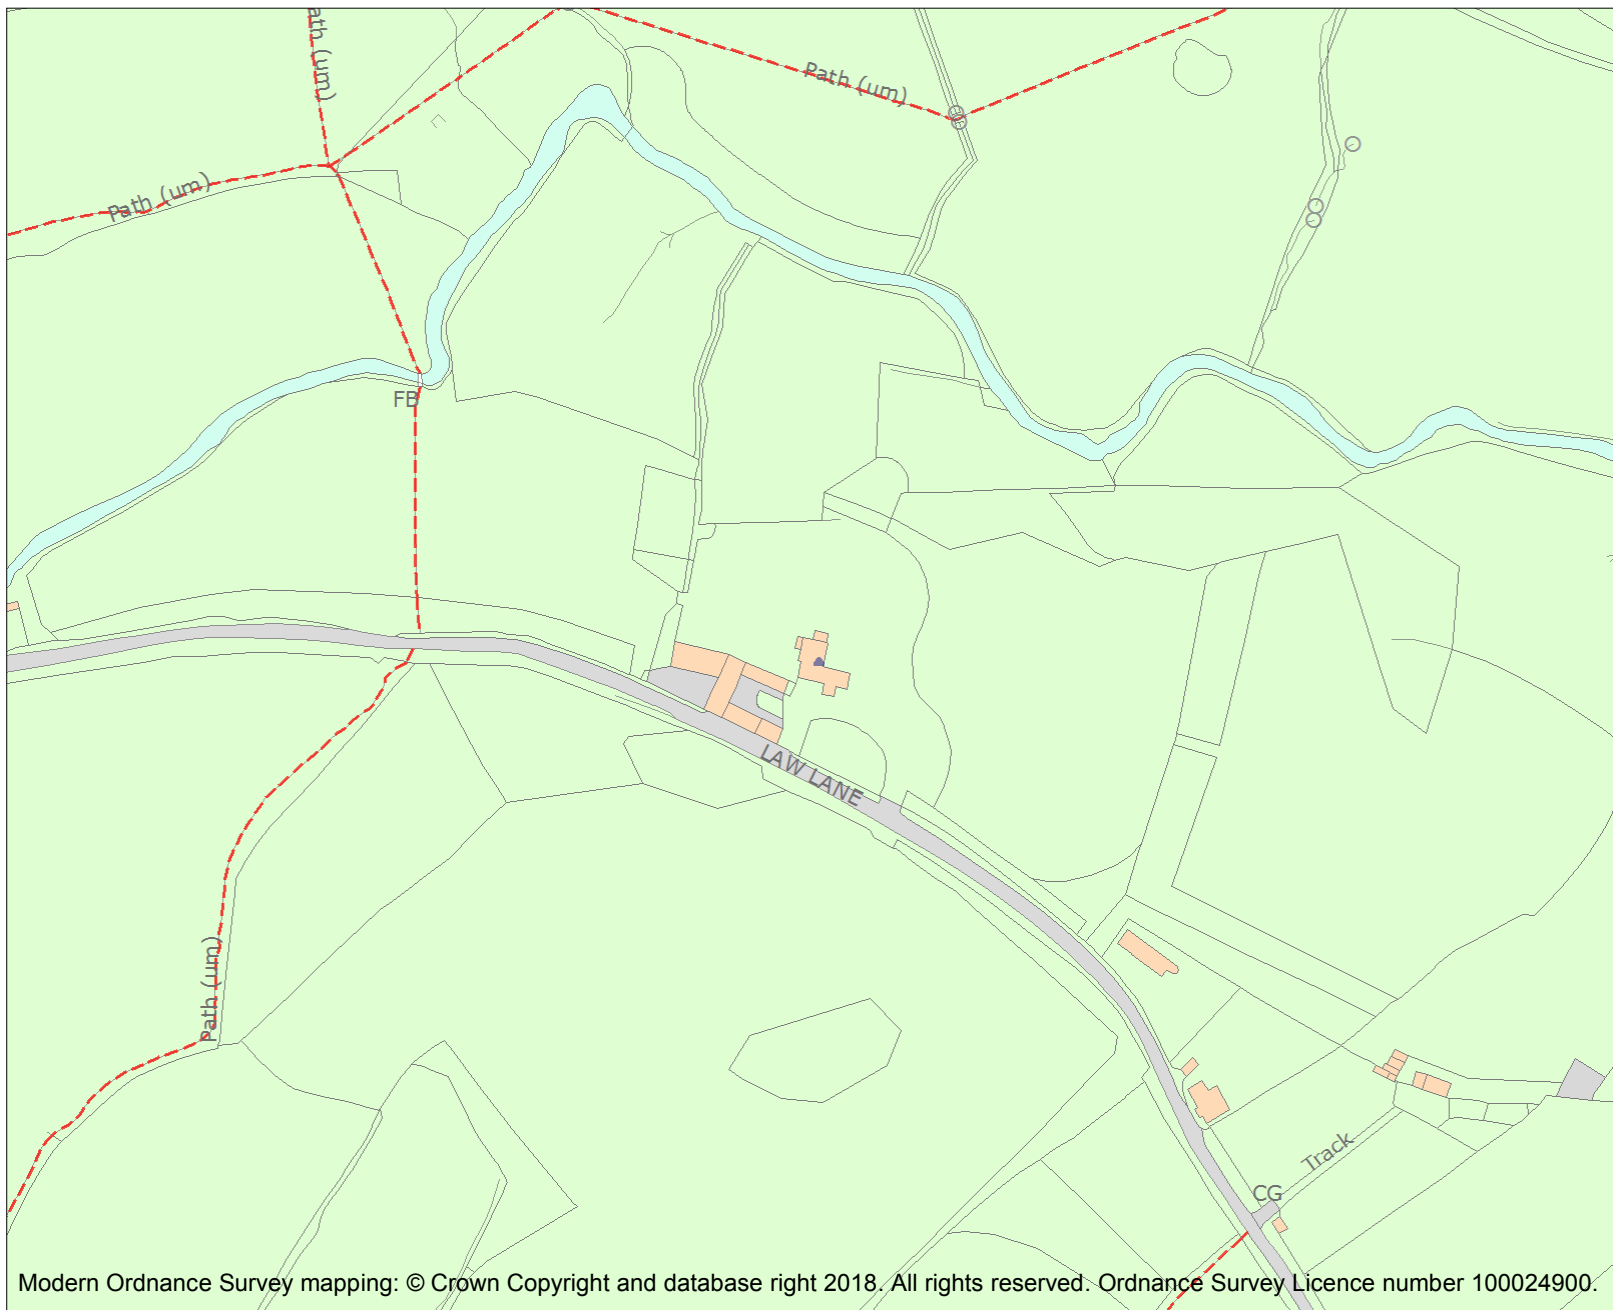 Path (um)
Path (um)
Path (um)
FB
LAW LANE
Path (um)
Track
CG
Modern Ordnance Survey mapping: © Crown Copyright and database right 2018. All rights reserved. Ordnance Survey Licence number 100024900.